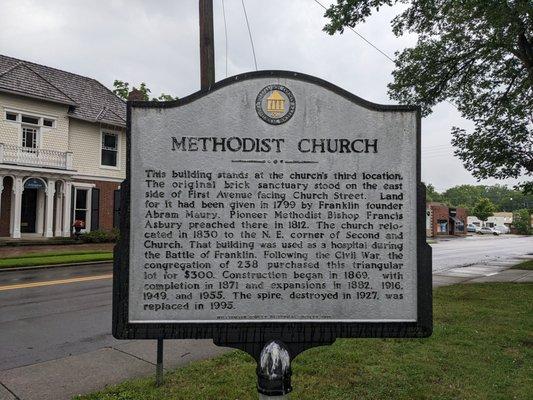 METHODIST CHURCH
This building stands at the church's third location.
The original brick sanctuary stood on the east
side of First Avenue facing Church Street. Land
for it had been given in 1799 by Franklin founder
Abram Maury. Pioneer Methodist Bishop Francis
Asbury preached there in 1812. The church relo-
cated in 1830 to the N.E. corner of Second and
Church. That building was used as a hospital during
the Battle of Franklin. Following the Civil War, the
congregation of 238 purchased this triangular
lot for $300. Construction began in 1869, with
completion in 1871 and expansions in 1882, 1916,
1949, and 1955. The spire, destroyed in 1927, was
replaced in 1993.